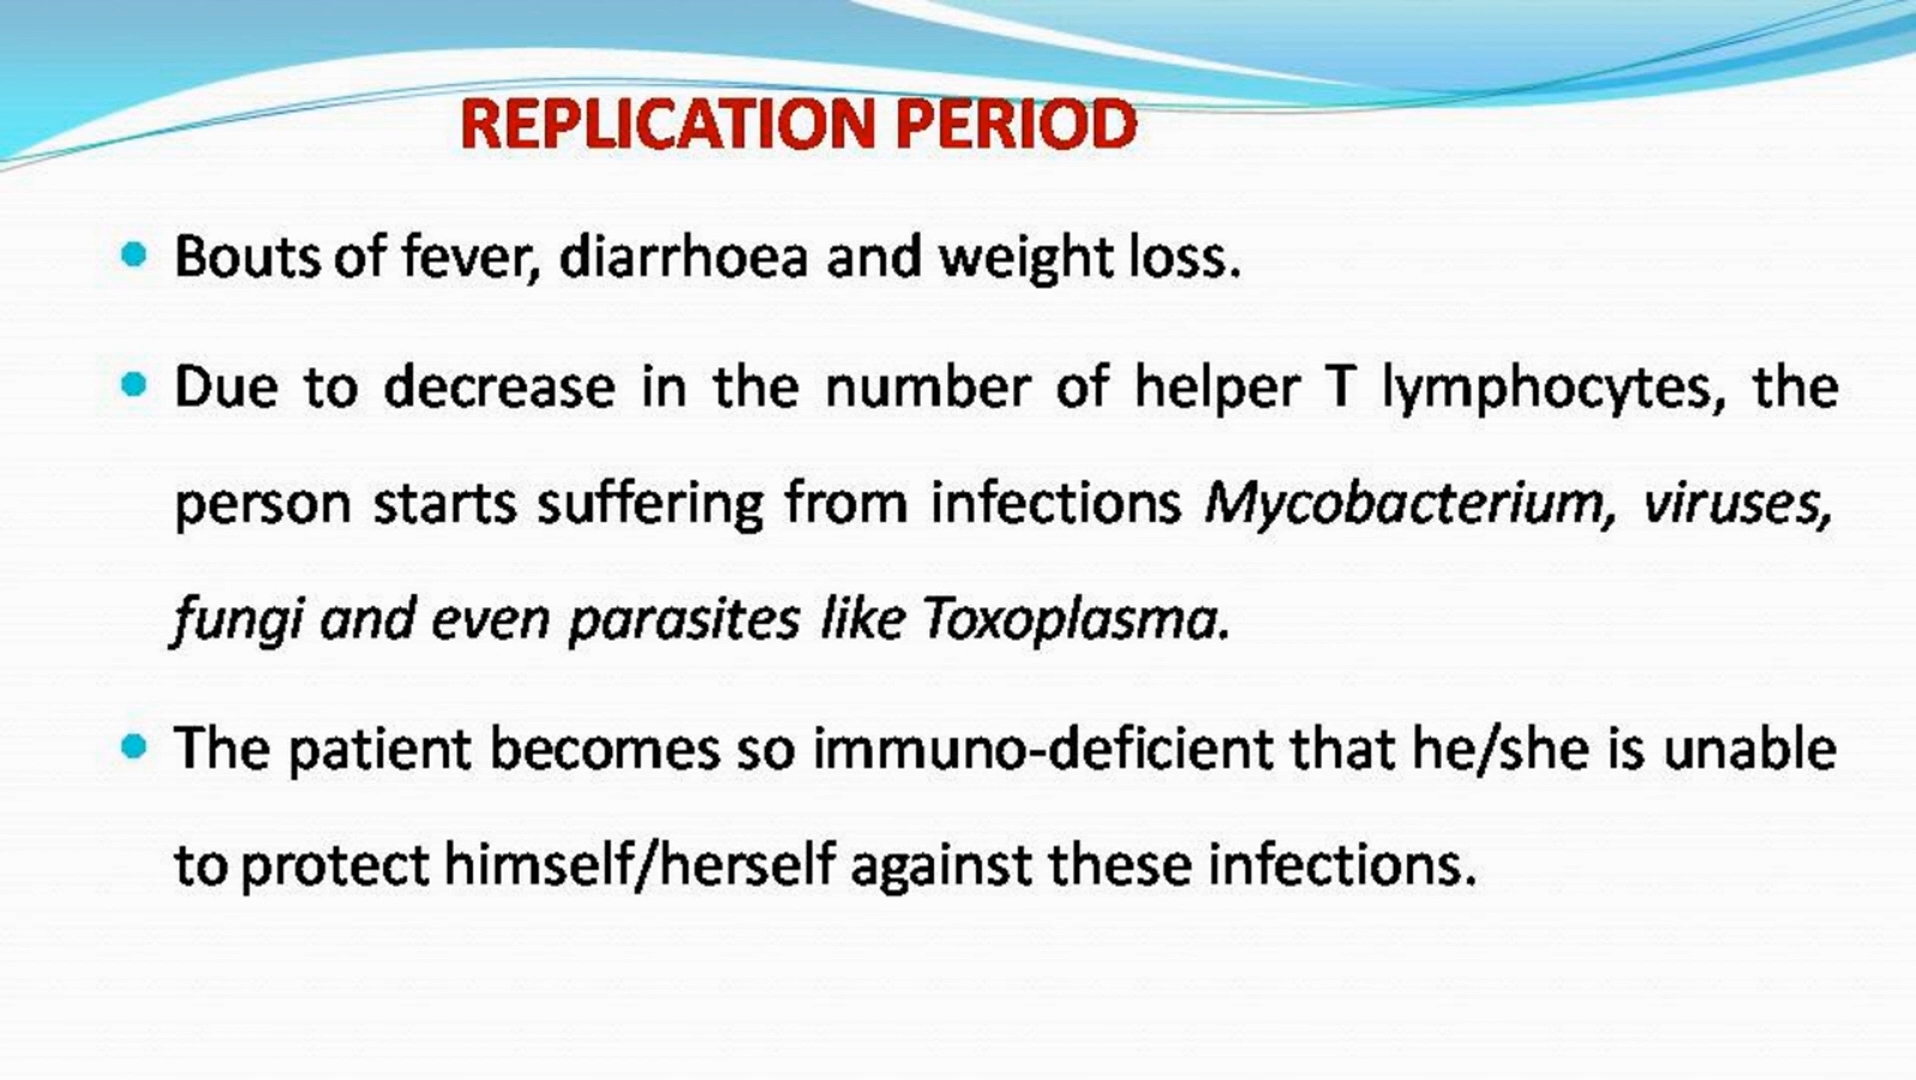 REPLICATION PERIOD
• Bouts of fever, diarrhoea and weight loss.
• Due to decrease in the number of helper T lymphocytes, the
person starts suffering from infections Mycobacterium, viruses,
fungi and even parasites like Toxoplasma.
• The patient becomes so immuno-deficient that he/she is unable
to protect himself/herself against these infections.